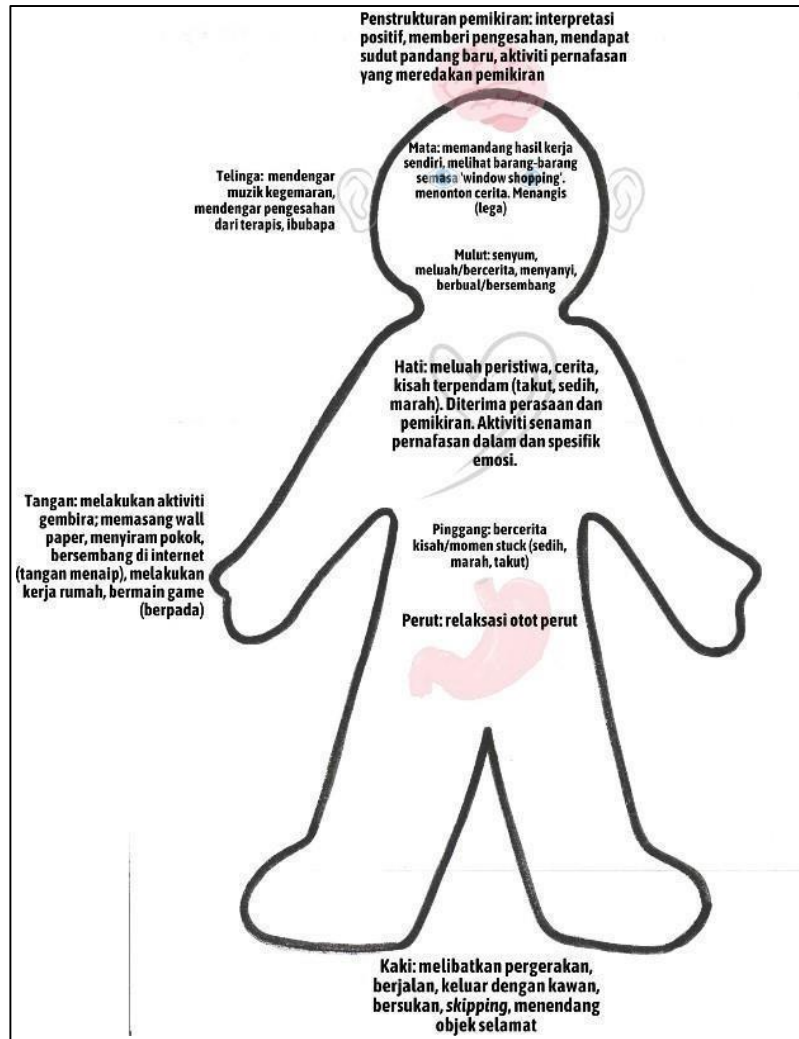 Penstrukturan pemikiran: interpretasi
positif, memberi pengesahan, mendapat
sudut pandang baru, aktiviti pernafasan
yang meredakan pemikiran
Mata: memandang hasil kerja
sendiri, melihat barang-barang
semasa 'window shopping'.
menonton cerita. Menangis
(lega)
Telinga: mendengar
muzik kegemaran,
mendengar pengesahan
dari terapis, ibubapa
Mulut: senyum,
meluah/bercerita, menyanyi,
berbual/bersembang
Hati: meluah peristiwa, cerita,
kisah terpendam (takut, sedih,
marah). Diterima perasaan dan
pemikiran. Aktiviti senaman
pernafasan dalam dan spesifik
emosi.
Tangan: melakukan aktiviti
gembira; memasang wall
paper, menyiram pokok,
bersembang di internet
(tangan menaip), melakukan
kerja rumah, bermain game
(berpada)
Pinggang: bercerita
kisah/momen stuck (sedih,
marah, takut)
Perut: relaksasi otot perut
Kaki: melibatkan pergerakan,
berjalan, keluar dengan kawan,
bersukan, skipping, menendang
objek selamat